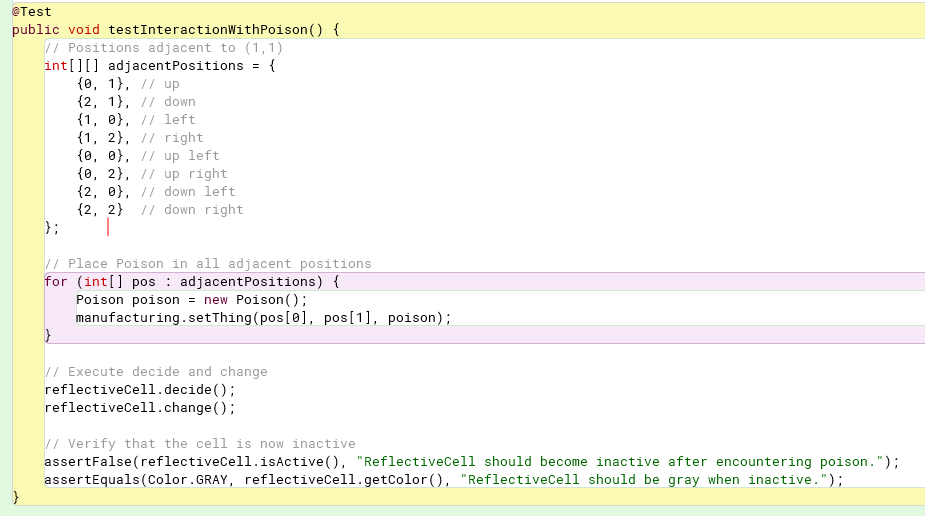 @Test
public void testInteractionWithPoison() {
    // Positions adjacent to (1,1)
    int[][] adjacentPositions = {
        {0, 1}, // up
        {2, 1}, // down
        {1, 0}, // left
        {1, 2}, // right
        {0, 0}, // up left
        {0, 2}, // up right
        {2, 0}, // down left
        {2, 2}  // down right
    };
    // Place Poison in all adjacent positions
    for (int[] pos : adjacentPositions) {
        Poison poison = new Poison();
        manufacturing.setThing(pos[0], pos[1], poison);
    }
    // Execute decide and change
    reflectiveCell.decide();
    reflectiveCell.change();
    // Verify that the cell is now inactive
    assertFalse(reflectiveCell.isActive(), "ReflectiveCell should become inactive after encountering poison.");
    assertEquals(Color.GRAY, reflectiveCell.getColor(), "ReflectiveCell should be gray when inactive.");
}